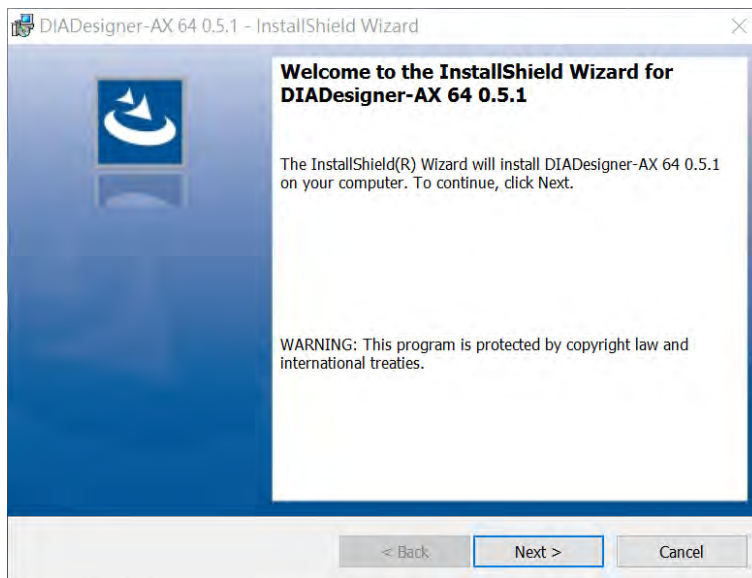 DIADesigner-AX 64 0.5.1 - InstallShield Wizard
Welcome to the InstallShield Wizard for
DIADesigner-AX 64 0.5.1
The InstallShield(R) Wizard will install DIADesigner-AX 64 0.5.1
on your computer. To continue, click Next.
WARNING: This program is protected by copyright law and
international treaties.
< Back
Next >
Cancel